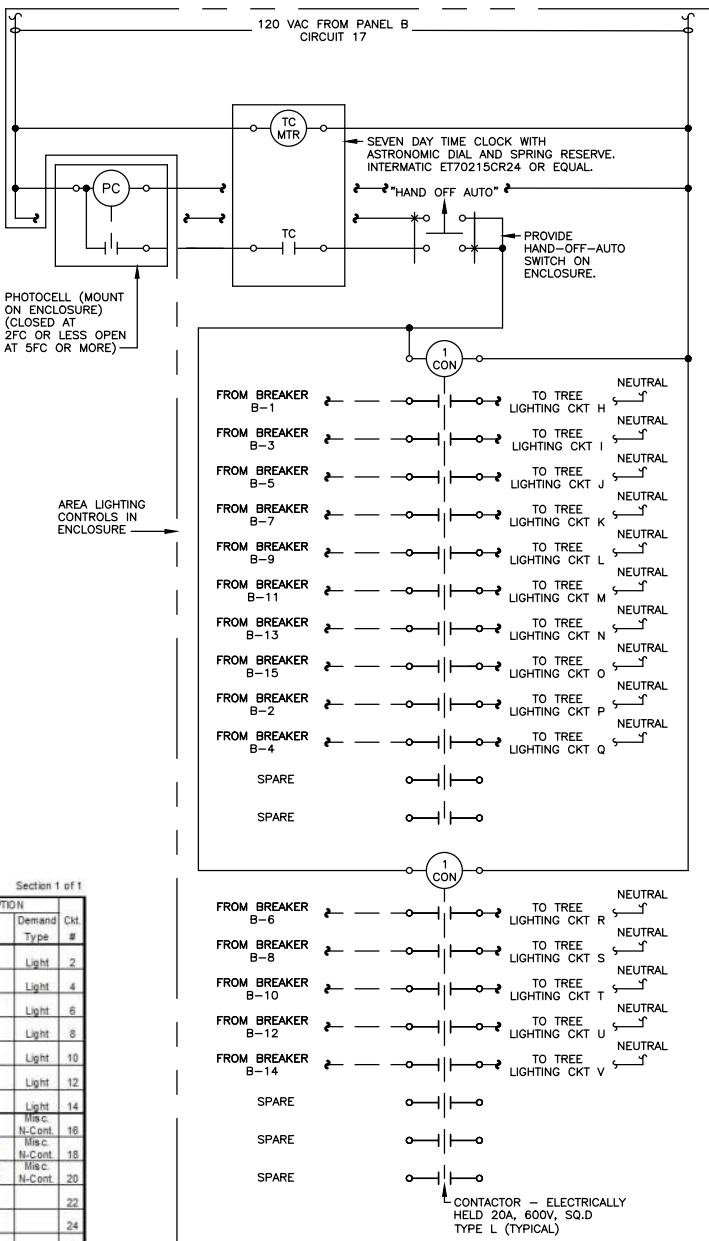 120 VAC FROM PANEL B
CIRCUIT 17
TC
MTR
SEVEN DAY TIME CLOCK WITH
ASTRONOMIC DIAL AND SPRING RESERVE.
INTERMATIC ET70215CR24 OR EQUAL.
PC
"HAND OFF AUTO"
TC
PROVIDE
HAND-OFF-AUTO
SWITCH ON
ENCLOSURE.
PHOTOCELL (MOUNT
ON ENCLOSURE)
(CLOSED AT
2FC OR LESS OPEN
AT 5FC OR MORE)
1
CON
FROM BREAKER
B-1
TO TREE
LIGHTING CKT H
NEUTRAL
FROM BREAKER
B-3
TO TREE
LIGHTING CKT I
NEUTRAL
FROM BREAKER
B-5
TO TREE
LIGHTING CKT J
NEUTRAL
AREA LIGHTING
CONTROLS IN
ENCLOSURE
FROM BREAKER
B-7
TO TREE
LIGHTING CKT K
NEUTRAL
FROM BREAKER
B-9
TO TREE
LIGHTING CKT L
NEUTRAL
FROM BREAKER
B-11
TO TREE
LIGHTING CKT M
NEUTRAL
FROM BREAKER
B-13
TO TREE
LIGHTING CKT N
NEUTRAL
FROM BREAKER
B-15
TO TREE
LIGHTING CKT O
NEUTRAL
FROM BREAKER
B-2
TO TREE
LIGHTING CKT P
NEUTRAL
FROM BREAKER
B-4
TO TREE
LIGHTING CKT Q
NEUTRAL
SPARE
SPARE
1
CON
FROM BREAKER
B-6
TO TREE
LIGHTING CKT R
NEUTRAL
FROM BREAKER
B-8
TO TREE
LIGHTING CKT S
NEUTRAL
FROM BREAKER
B-10
TO TREE
LIGHTING CKT T
NEUTRAL
FROM BREAKER
B-12
TO TREE
LIGHTING CKT U
NEUTRAL
FROM BREAKER
B-14
TO TREE
LIGHTING CKT V
NEUTRAL
SPARE
SPARE
SPARE
CONTACTOR - ELECTRICALLY
HELD 20A, 600V, SQ.D
TYPE L (TYPICAL)
Section 1 of 1
TION
Demand Ckt.
Type #
Light 2
Light 4
Light 6
Light 8
Light 10
Light 12
Light 14
Misc.
N-Cont. 16
Misc.
N-Cont. 18
Misc.
N-Cont. 20
22
24